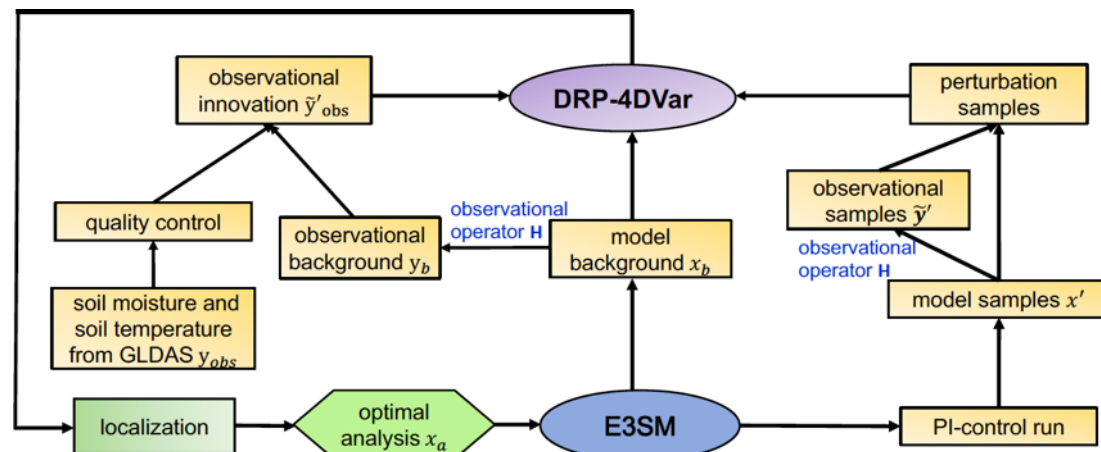 observational
innovation ỹ′obs
DRP-4DVar
perturbation
samples
quality control
observational
background yb
observational
operator H
model
background xb
observational
samples ỹ′
observational
operator H
model samples x′
soil moisture and
soil temperature
from GLDAS yobs
localization
optimal
analysis xa
E3SM
PI-control run